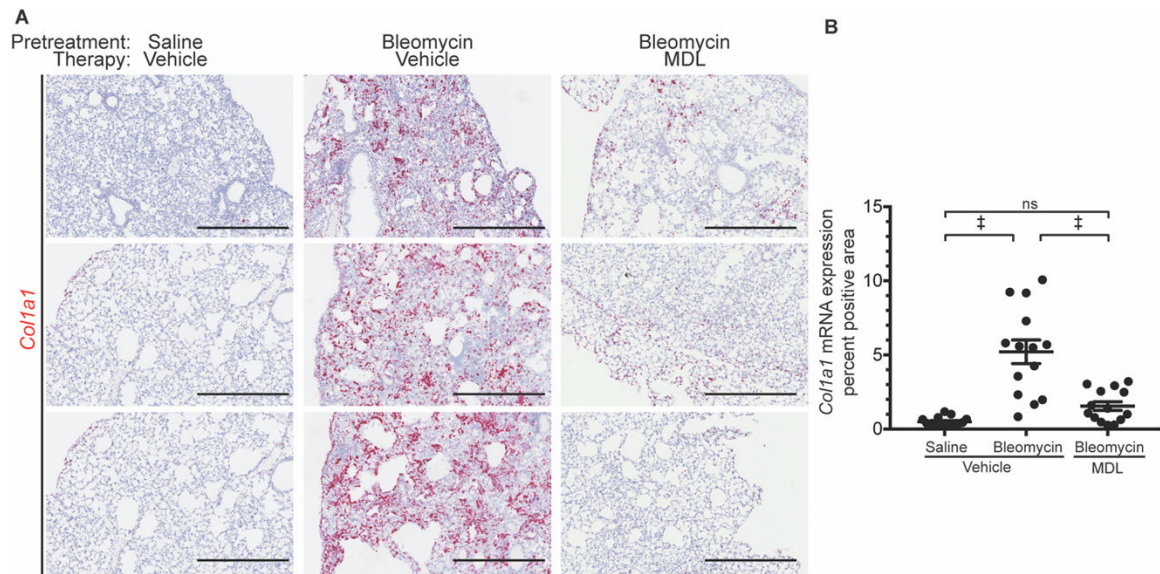 A
Pretreatment: Saline Bleomycin Bleomycin
Therapy: Vehicle Vehicle MDL
Col1a1
B
Col1a1 mRNA expression
percent positive area
15
10
5
0
ns
‡ ‡
Saline Bleomycin Bleomycin
Vehicle MDL